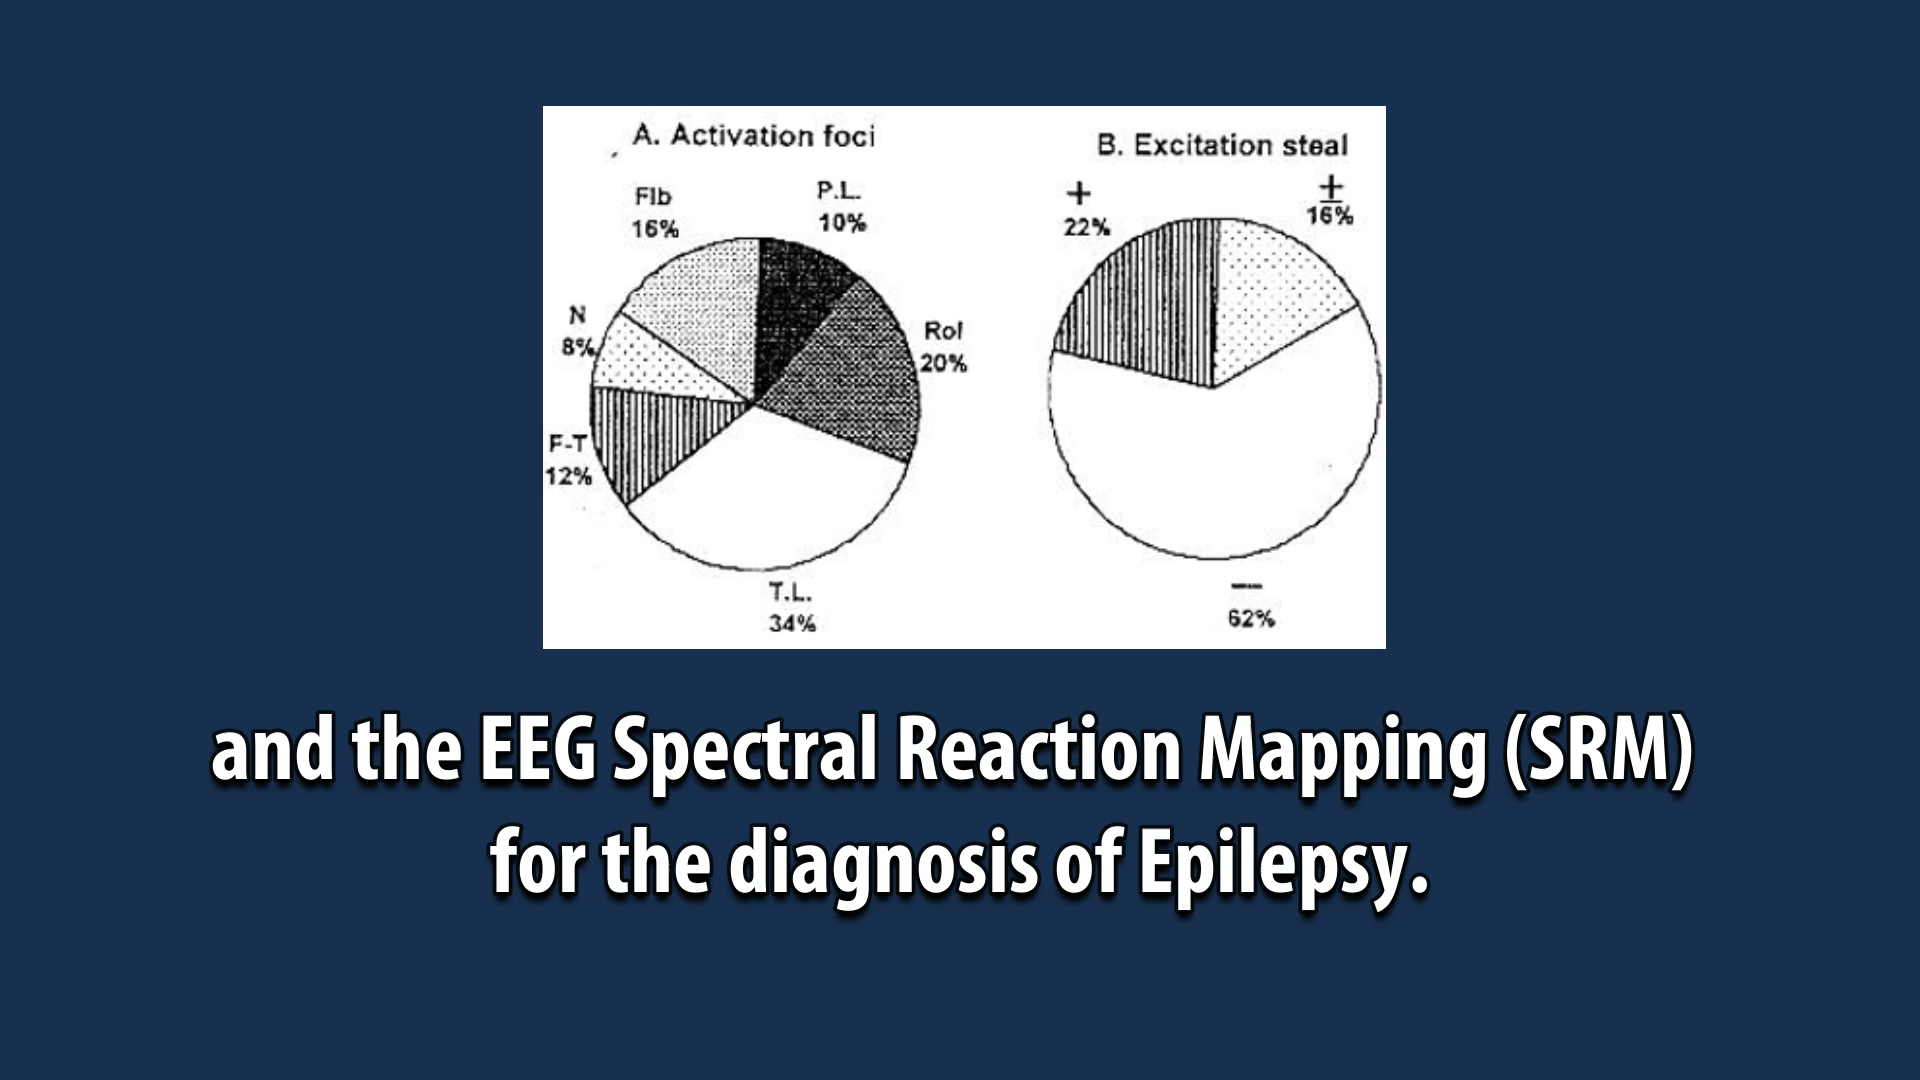 A. Activation foci
Flb
16%
P.L.
10%
N
8%
Rol
20%
F-T
12%
T.L.
34%
B. Excitation steal
+
22%
±
16%
—
62%
and the EEG Spectral Reaction Mapping (SRM)
for the diagnosis of Epilepsy.